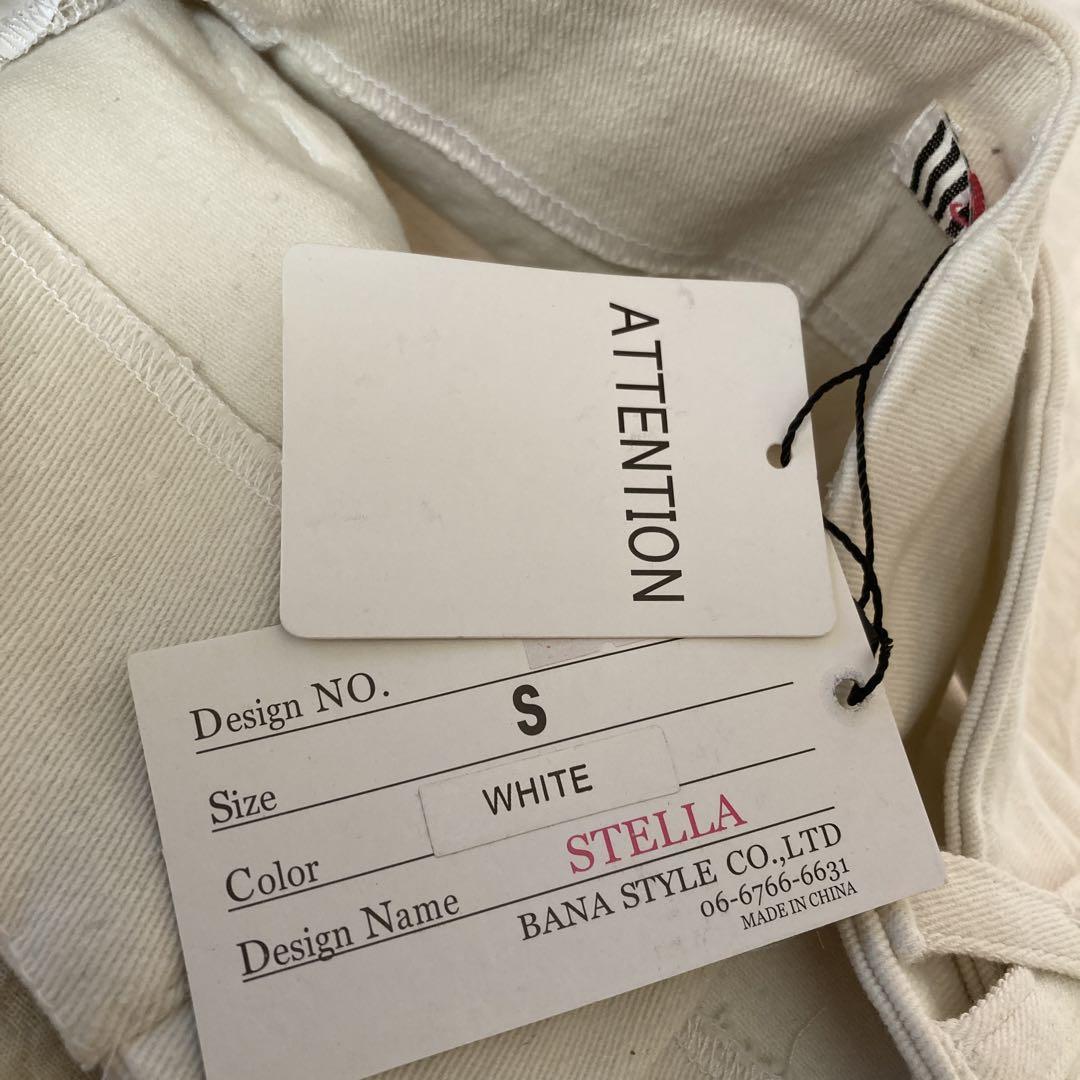 ATTENTION
Design NO.
Size S
Color WHITE
Design Name STELLA
BANA STYLE CO.,LTD
06-6766-6631
MADE IN CHINA